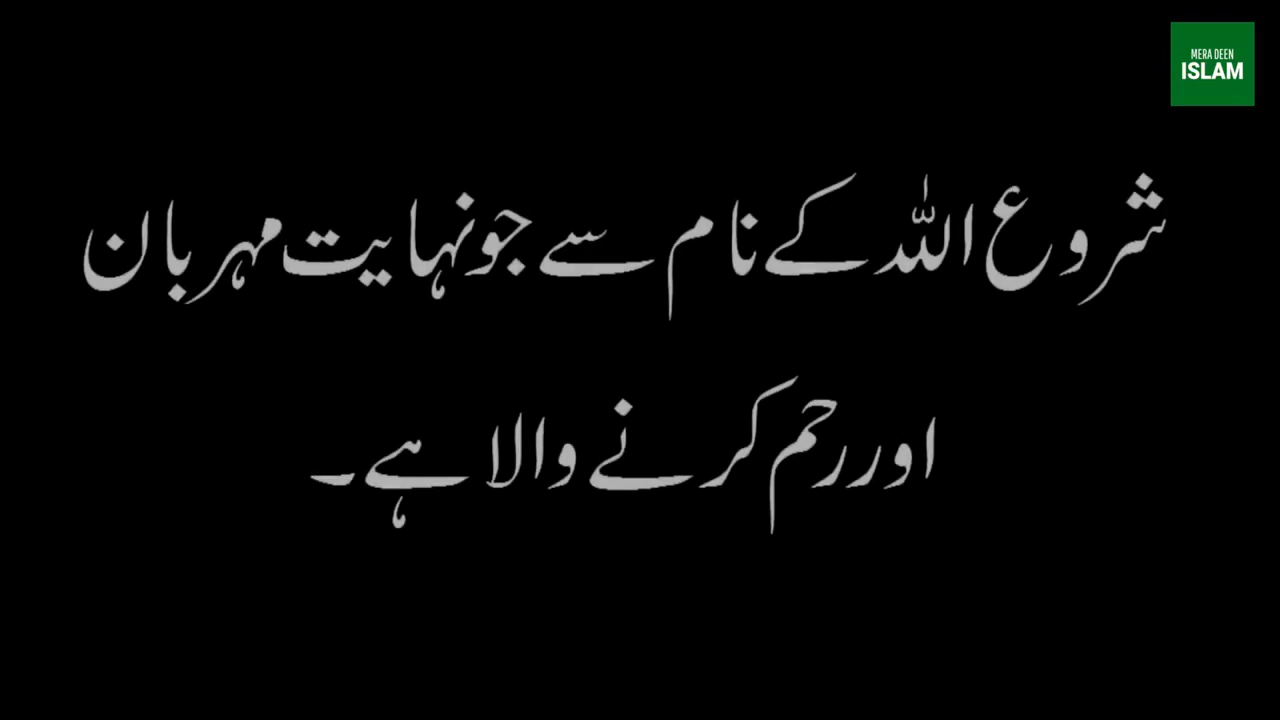 MERA DEEN
ISLAM
شروع اللہ کے نام سے جو نہایت مہربان
اور رحم کرنے والا ہے۔